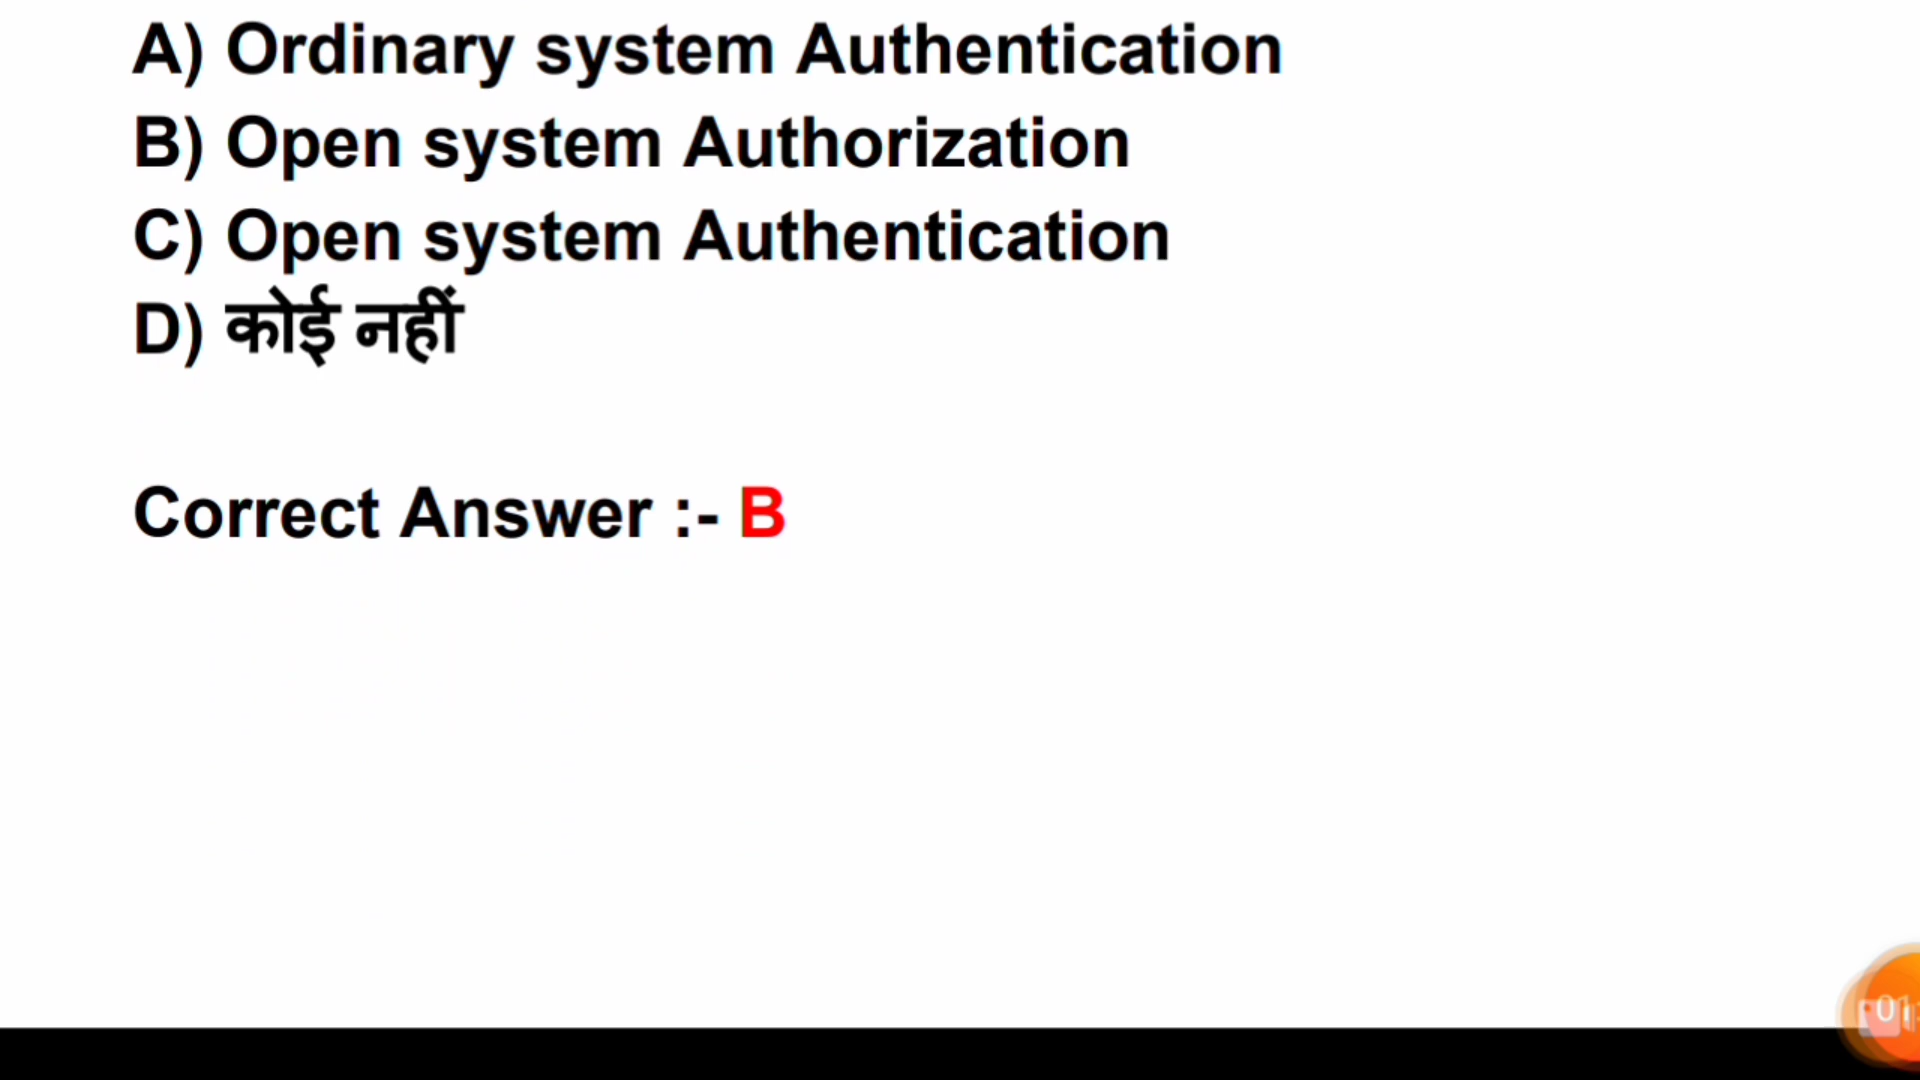 A) Ordinary system Authentication
B) Open system Authorization
C) Open system Authentication
D) कोई नहीं
Correct Answer :- B